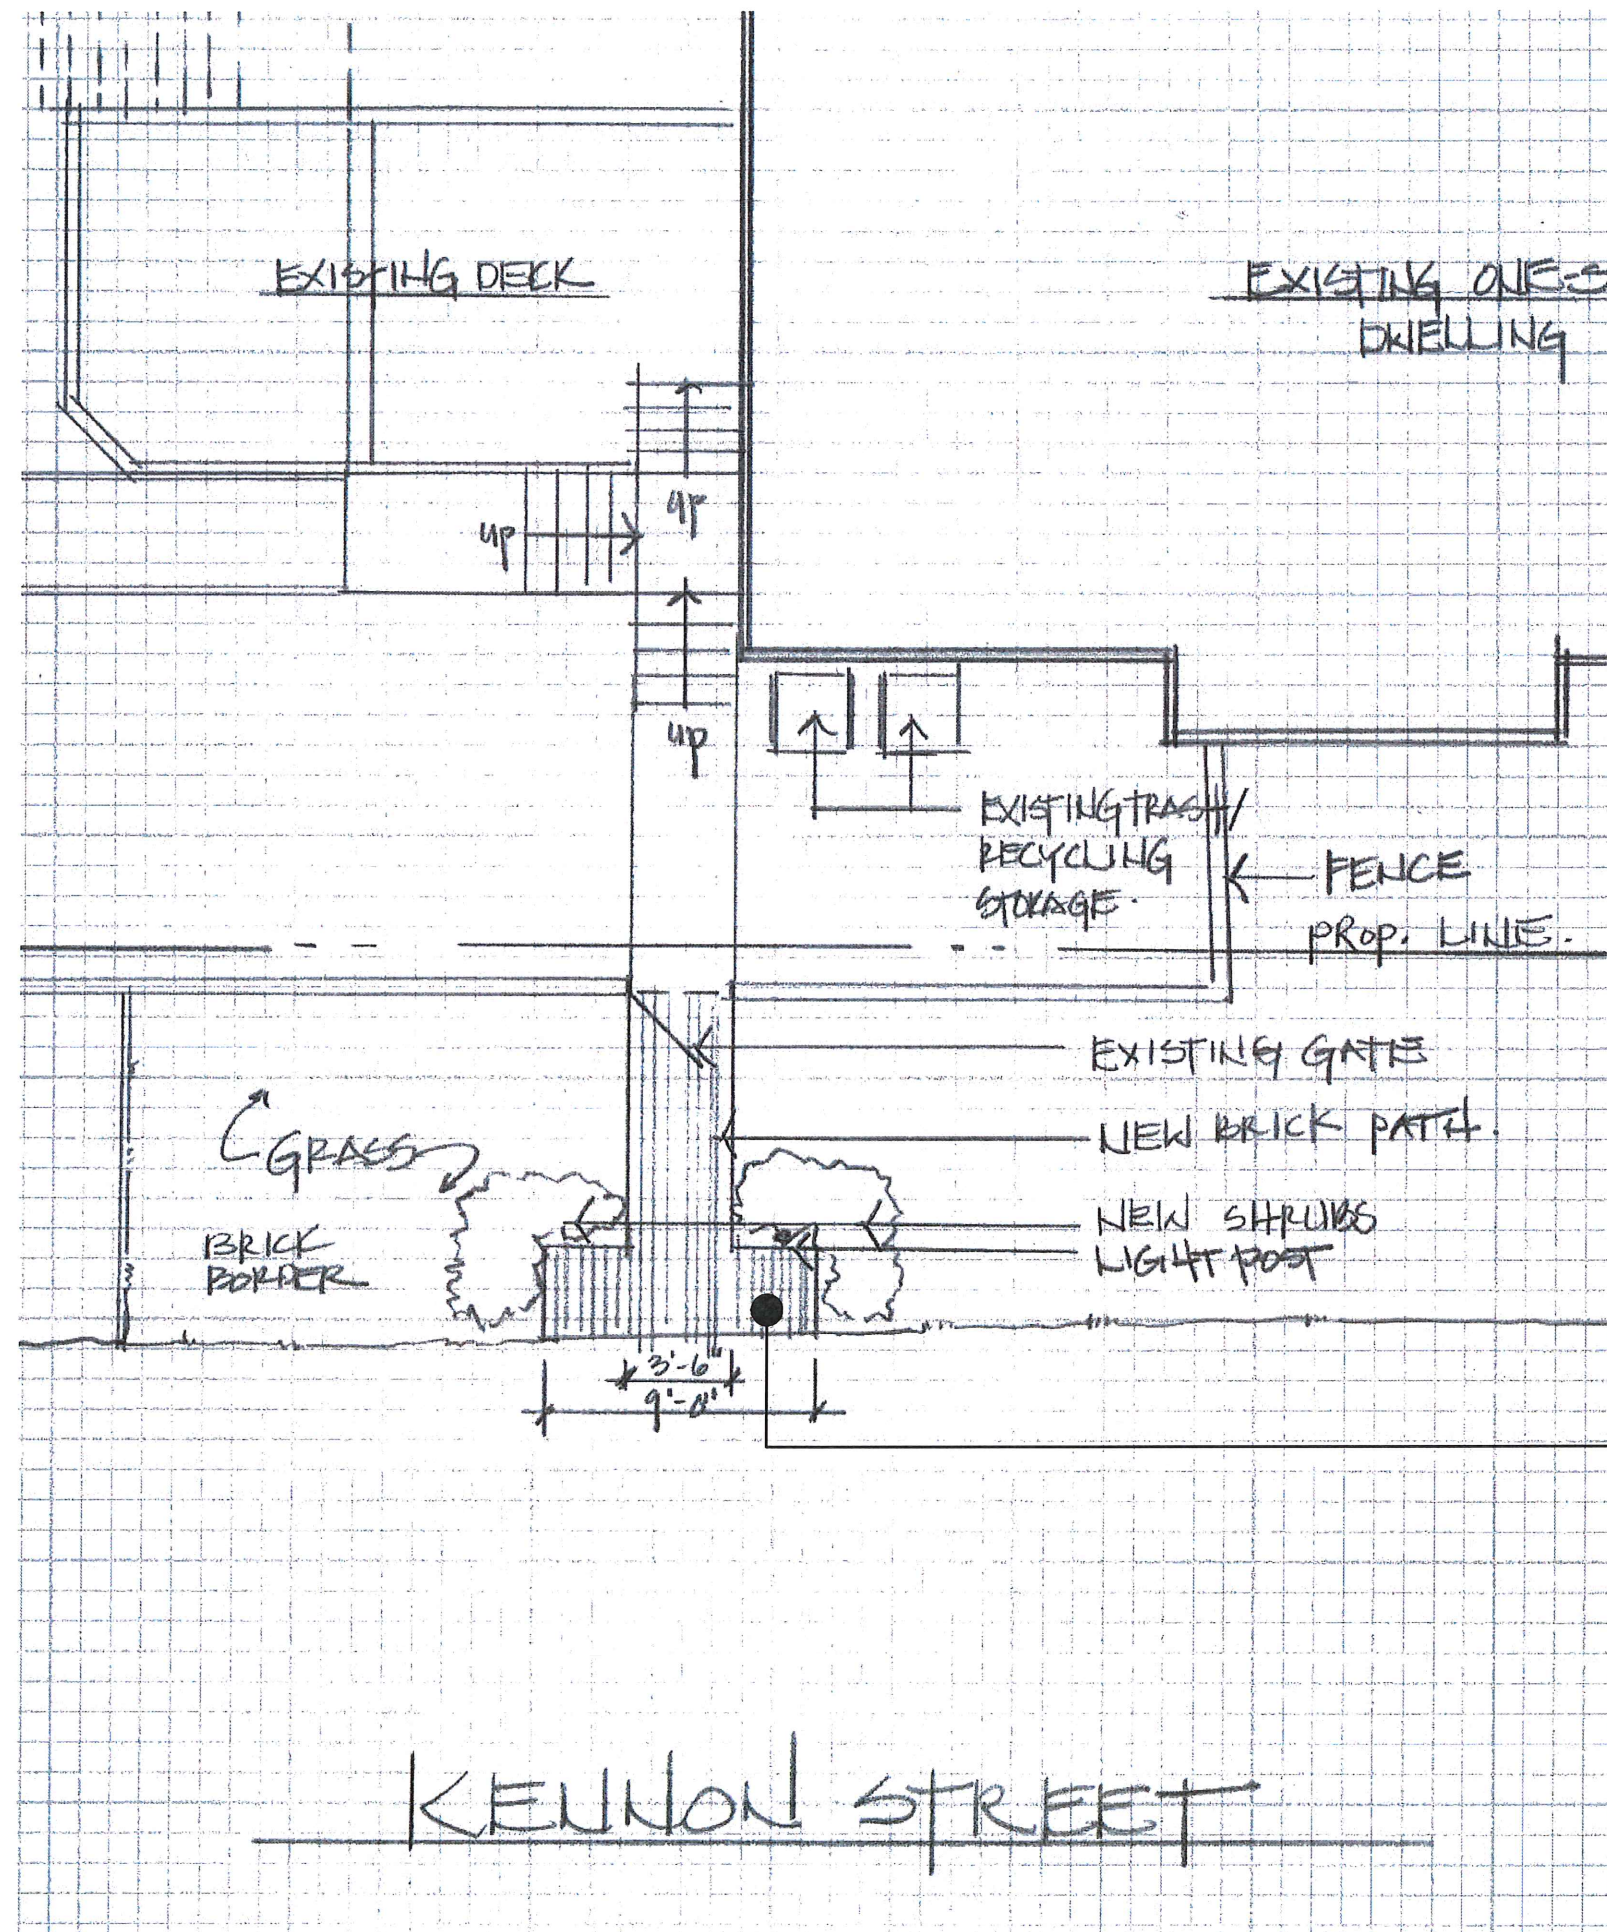 EXISTING DECK
EXISTING ONE-S
DWELLING
up
up
up
EXISTING TRASH/
RECYCLING
STORAGE.
FENCE
PROP. LINE.
EXISTING GATE
NEW BRICK PATH.
GRASS
NEW SHRUBS
LIGHT POST
BRICK
BORDER
3'-6"
9'-0"
KENNON STREET